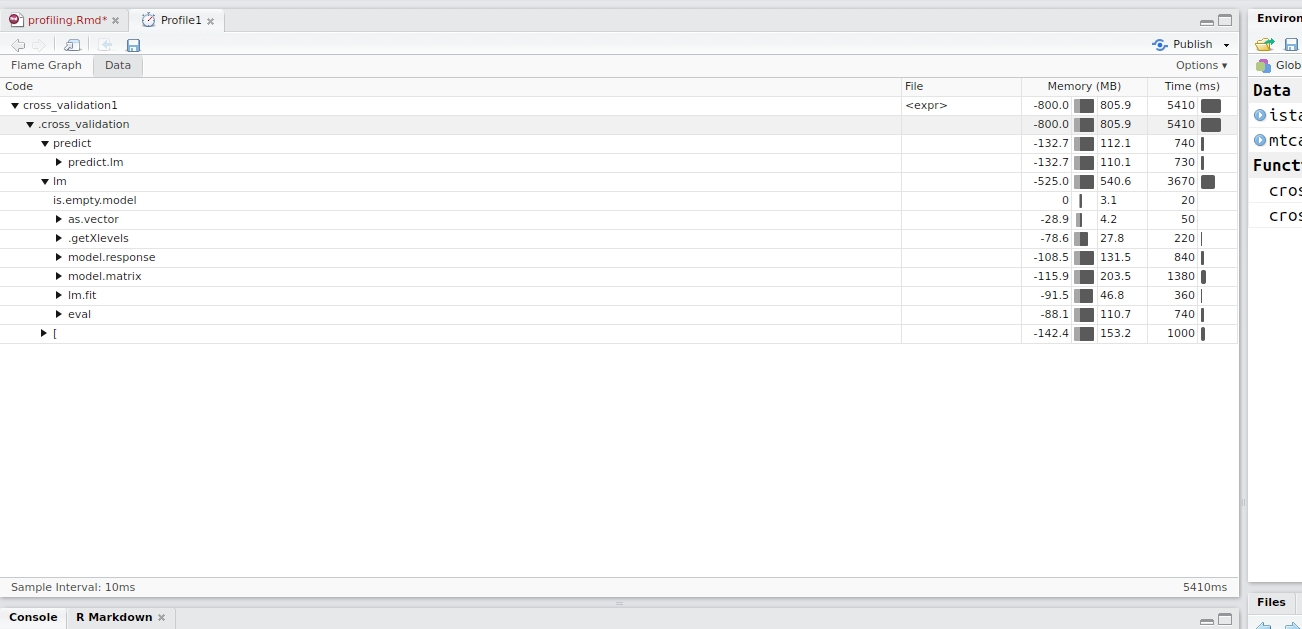 profiling.Rmd* Profile1
Publish
Flame Graph Data Options
Code File Memory (MB) Time (ms)
cross_validation1 <expr> -800.0 805.9 5410
.cross_validation -800.0 805.9 5410
predict -132.7 112.1 740
predict.lm -132.7 110.1 730
lm -525.0 540.6 3670
is.empty.model 0 3.1 20
as.vector -28.9 4.2 50
.getXlevels -78.6 27.8 220
model.response -108.5 131.5 840
model.matrix -115.9 203.5 1380
lm.fit -91.5 46.8 360
eval -88.1 110.7 740
[ -142.4 153.2 1000
Sample Interval: 10ms 5410ms
Console R Markdown
Environ
Glob
Data
ista
mtca
Funct
cros
cros
Files